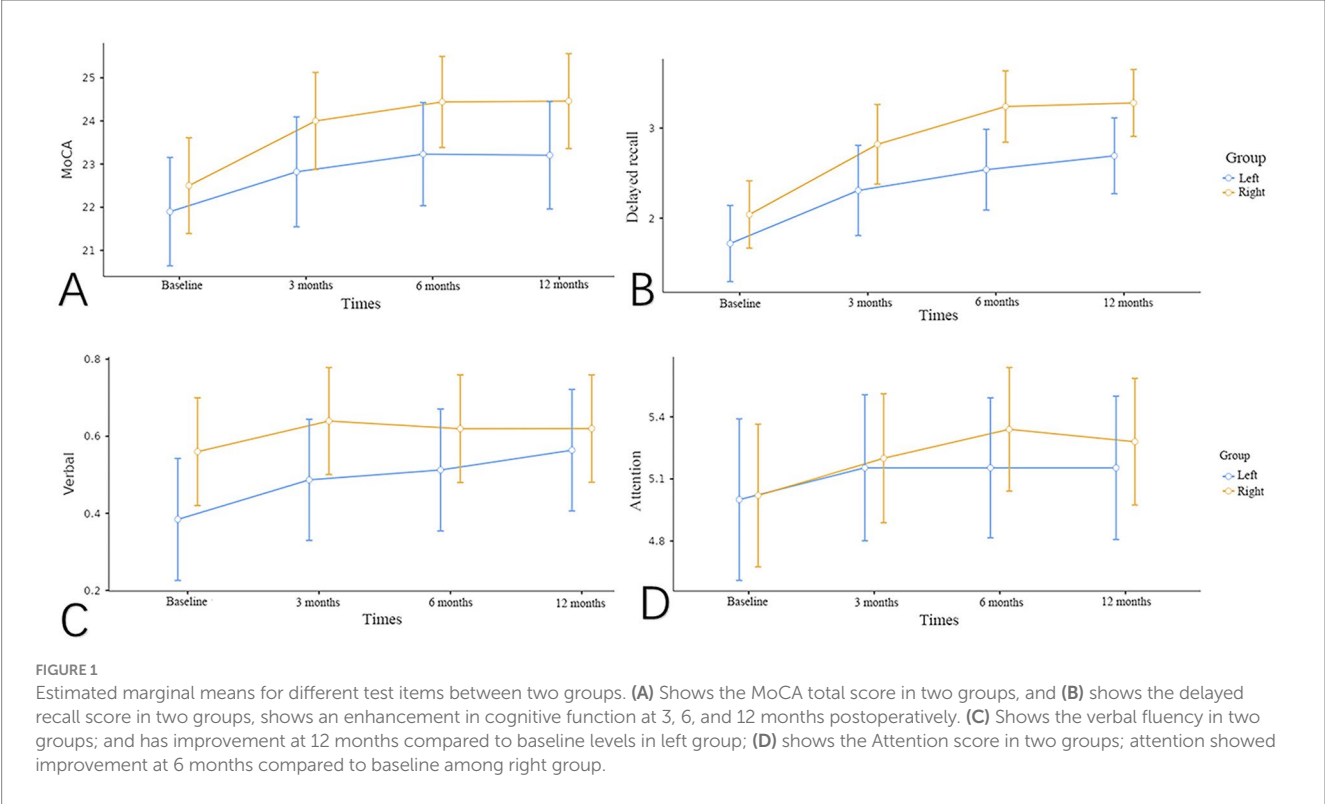 25
24
23
22
21
MoCA
Baseline
3 months
6 months
12 months
Times
A
3
2
Delayed recall
Baseline
3 months
6 months
12 months
Times
B
Group
Left
Right
0.8
0.6
0.4
0.2
Verbal
Baseline
3 months
6 months
12 months
Times
C
5.4
5.1
4.8
Attention
Baseline
3 months
6 months
12 months
Times
D
Group
Left
Right
FIGURE 1
Estimated marginal means for different test items between two groups. (A) Shows the MoCA total score in two groups, and (B) shows the delayed
recall score in two groups, shows an enhancement in cognitive function at 3, 6, and 12 months postoperatively. (C) Shows the verbal fluency in two
groups; and has improvement at 12 months compared to baseline levels in left group; (D) shows the Attention score in two groups; attention showed
improvement at 6 months compared to baseline among right group.